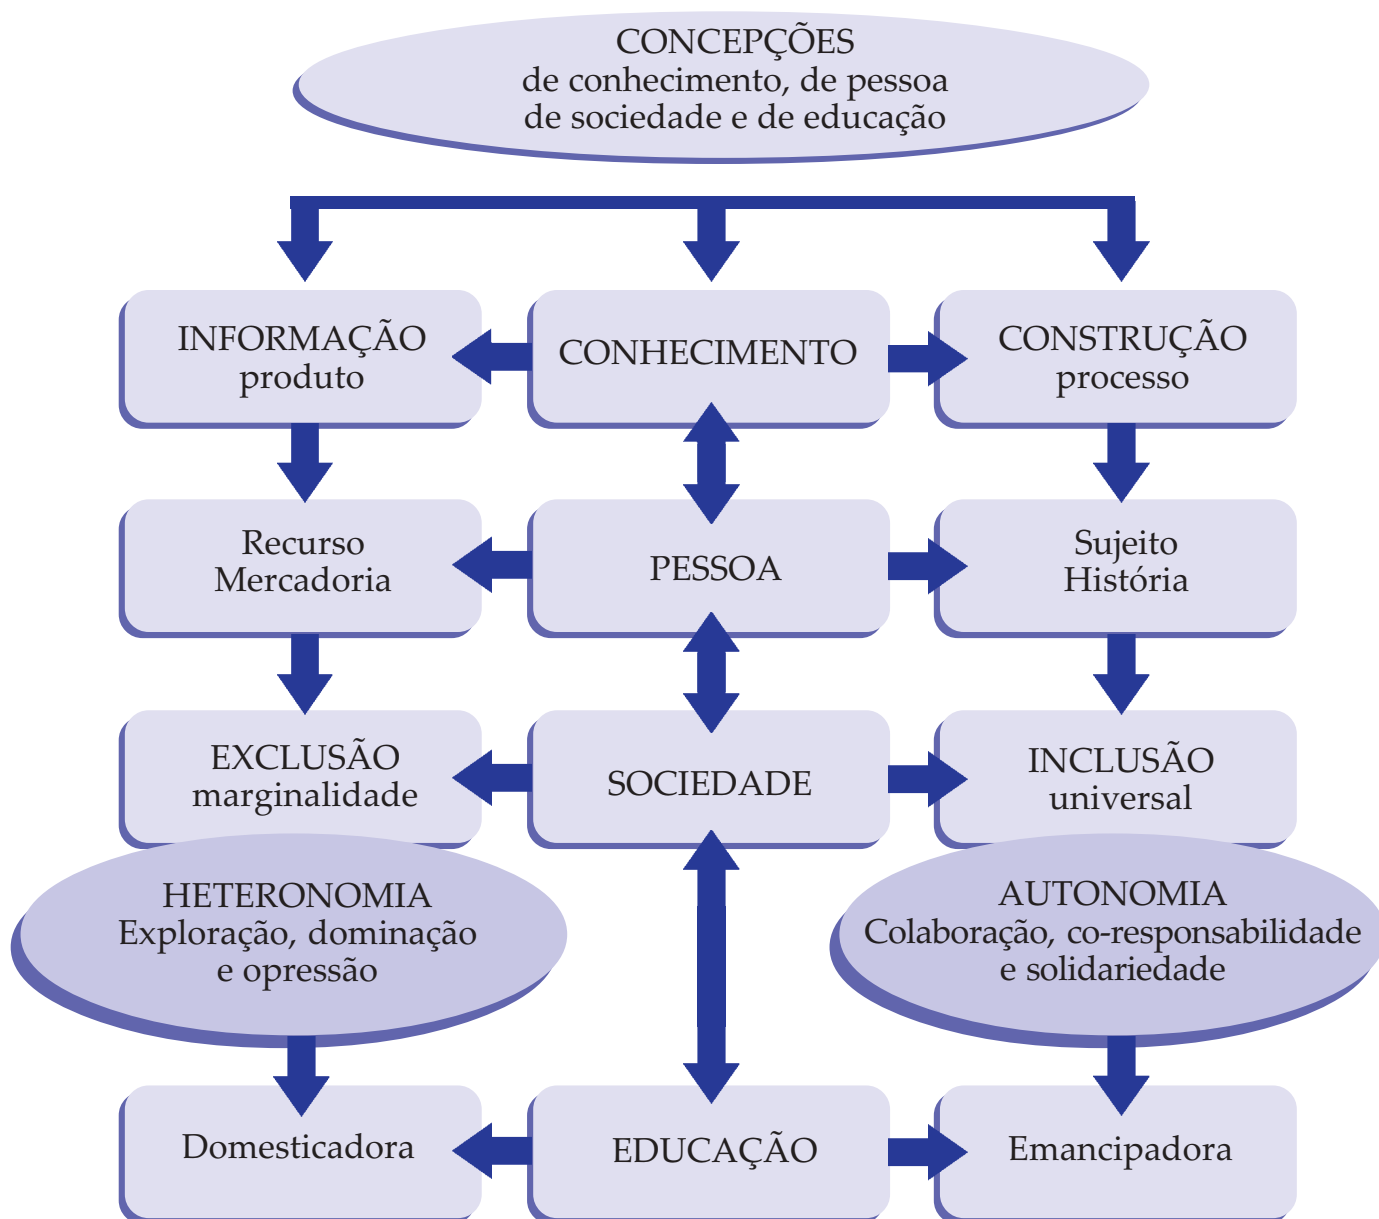 CONCEPÇÕES
de conhecimento, de pessoa
de sociedade e de educação
INFORMAÇÃO
produto
CONHECIMENTO
CONSTRUÇÃO
processo
Recurso
Mercadoria
PESSOA
Sujeito
História
EXCLUSÃO
marginalidade
SOCIEDADE
INCLUSÃO
universal
HETERONOMIA
Exploração, dominação
e opressão
AUTONOMIA
Colaboração, co-responsabilidade
e solidariedade
Domesticadora
EDUCAÇÃO
Emancipadora